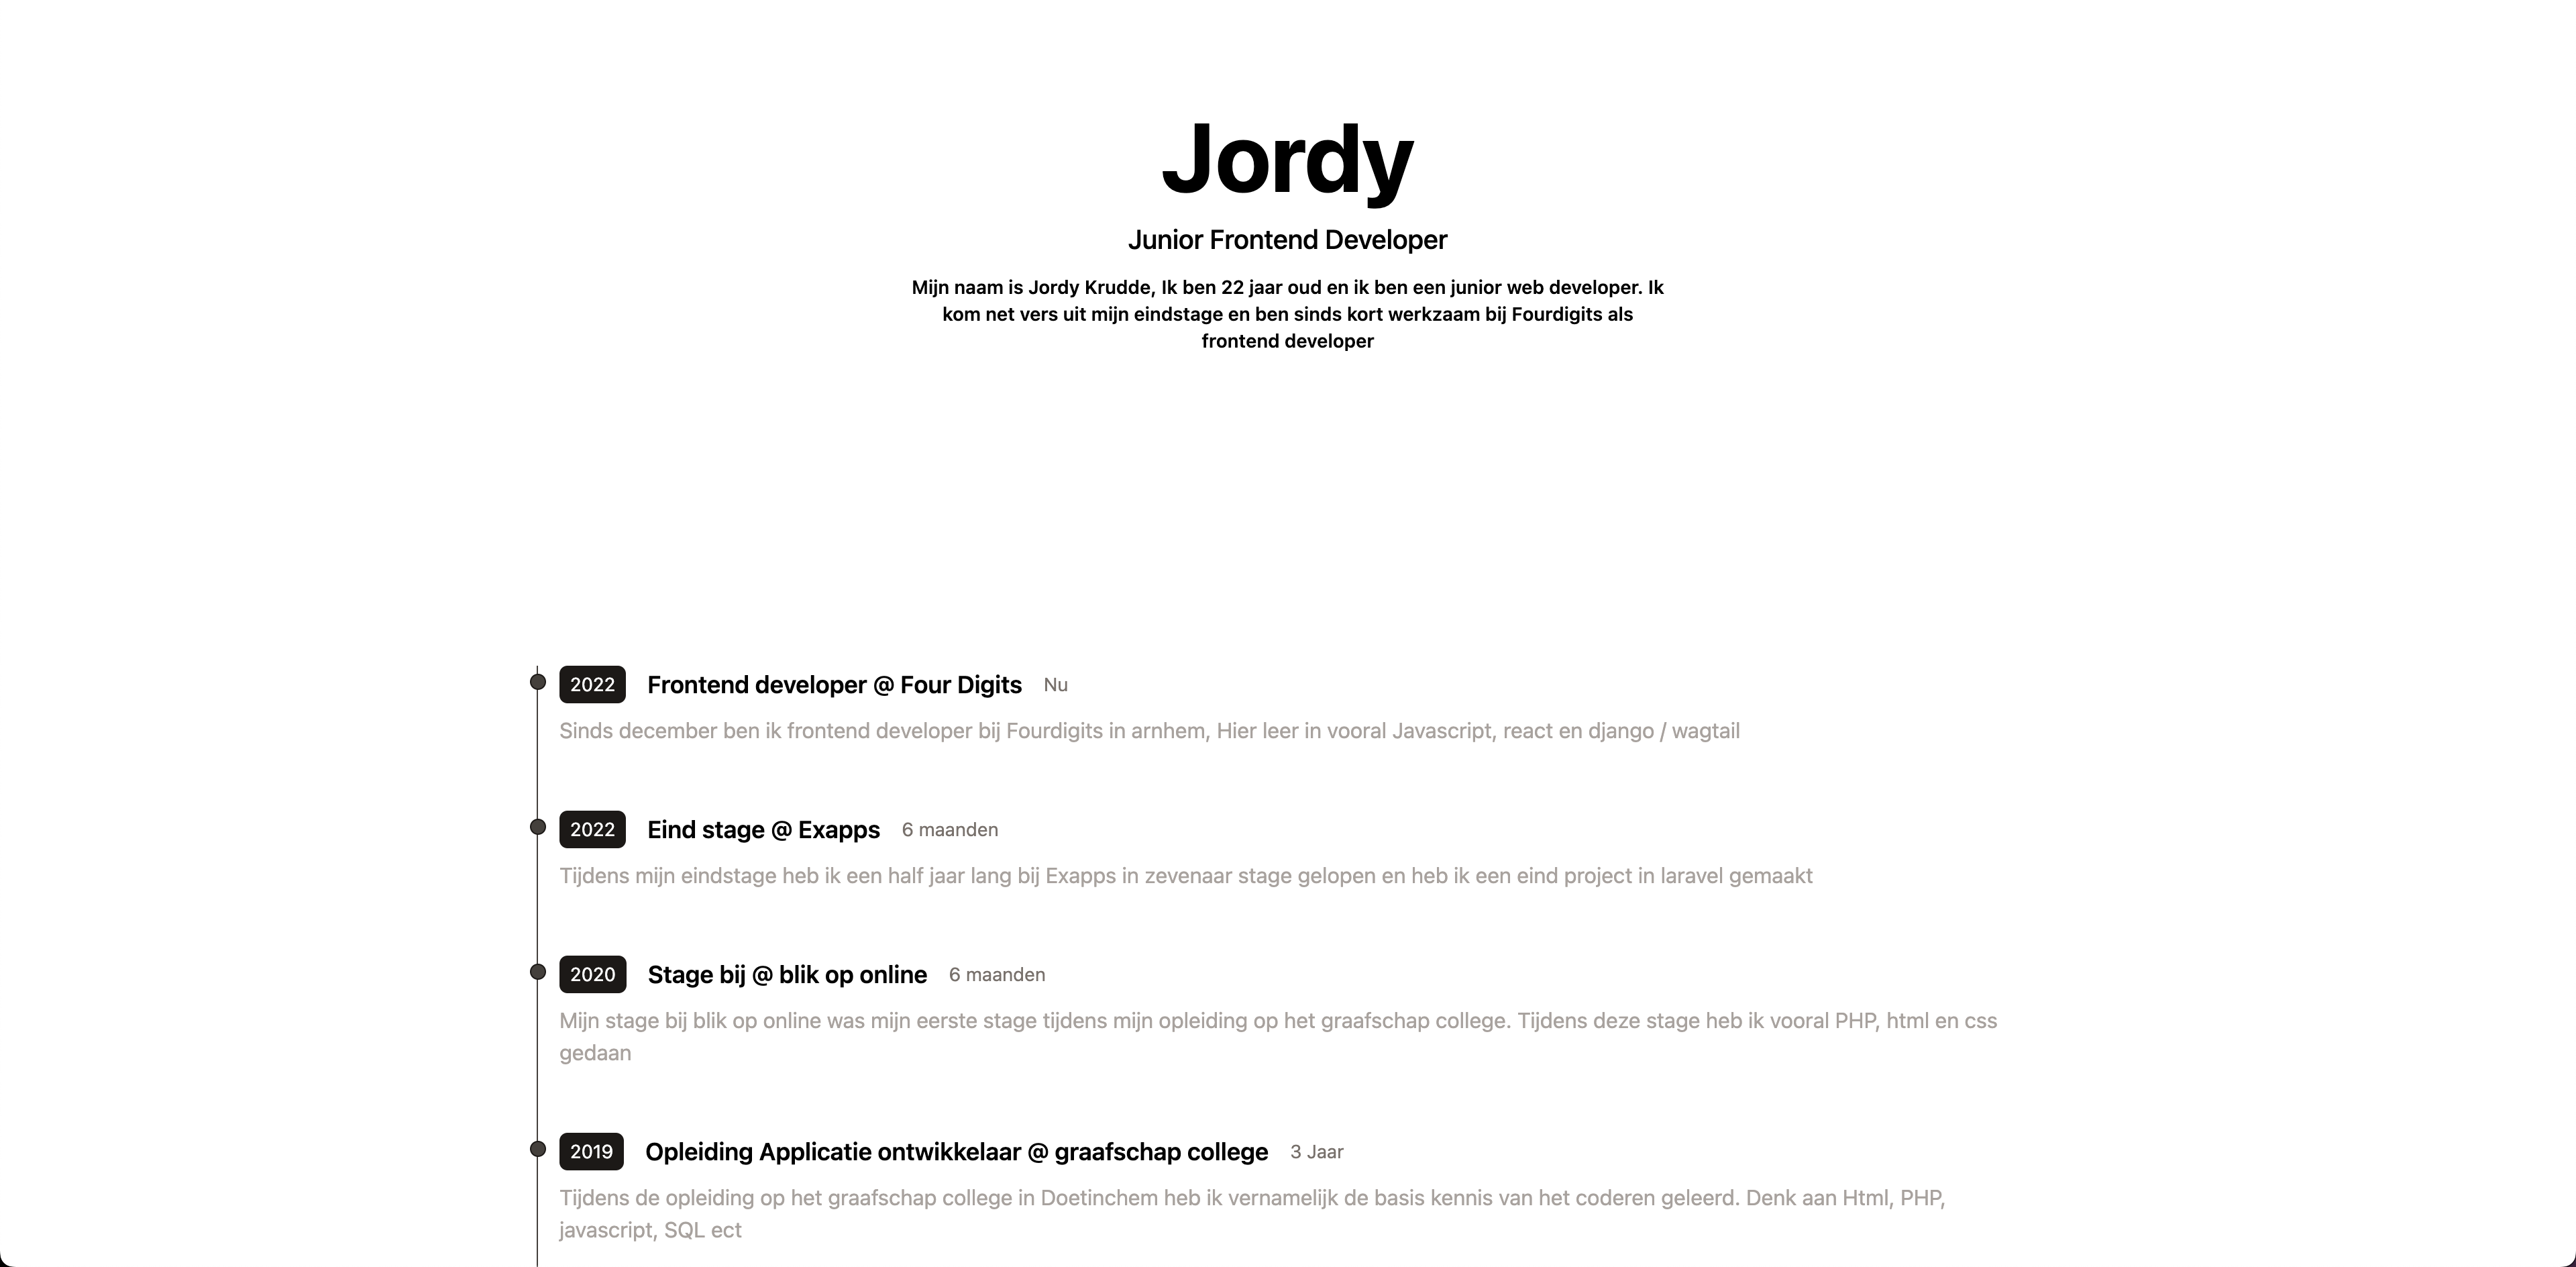 Jordy
Junior Frontend Developer
Mijn naam is Jordy Krudde, Ik ben 22 jaar oud en ik ben een junior web developer. Ik
kom net vers uit mijn eindstage en ben sinds kort werkzaam bij Fourdigits als
frontend developer
2022 Frontend developer @ Four Digits Nu
Sinds december ben ik frontend developer bij Fourdigits in arnhem, Hier leer in vooral Javascript, react en django / wagtail
2022 Eind stage @ Exapps 6 maanden
Tijdens mijn eindstage heb ik een half jaar lang bij Exapps in zevenaar stage gelopen en heb ik een eind project in laravel gemaakt
2020 Stage bij @ blik op online 6 maanden
Mijn stage bij blik op online was mijn eerste stage tijdens mijn opleiding op het graafschap college. Tijdens deze stage heb ik vooral PHP, html en css
gedaan
2019 Opleiding Applicatie ontwikkelaar @ graafschap college 3 Jaar
Tijdens de opleiding op het graafschap college in Doetinchem heb ik vernamelijk de basis kennis van het coderen geleerd. Denk aan Html, PHP,
javascript, SQL ect